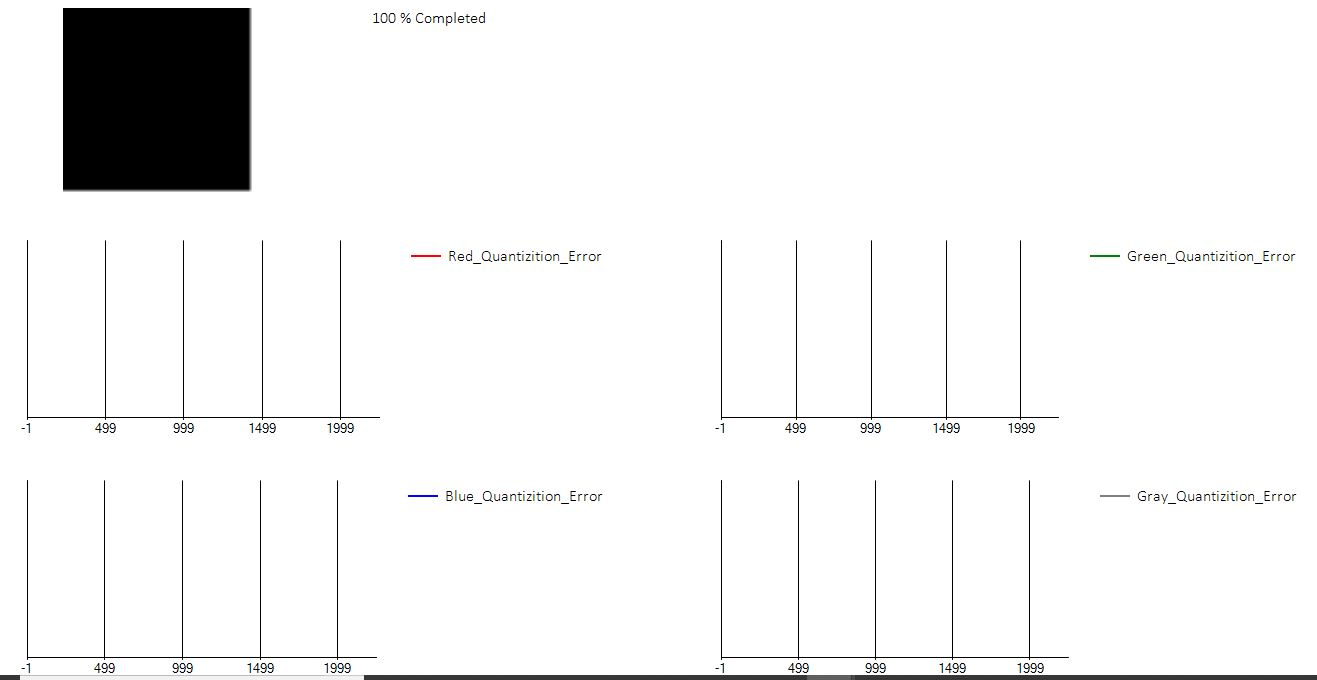 100 % Completed
Red_Quantizition_Error
Green_Quantizition_Error
-1 499 999 1499 1999
-1 499 999 1499 1999
Blue_Quantizition_Error
Gray_Quantizition_Error
-1 499 999 1499 1999
-1 499 999 1499 1999